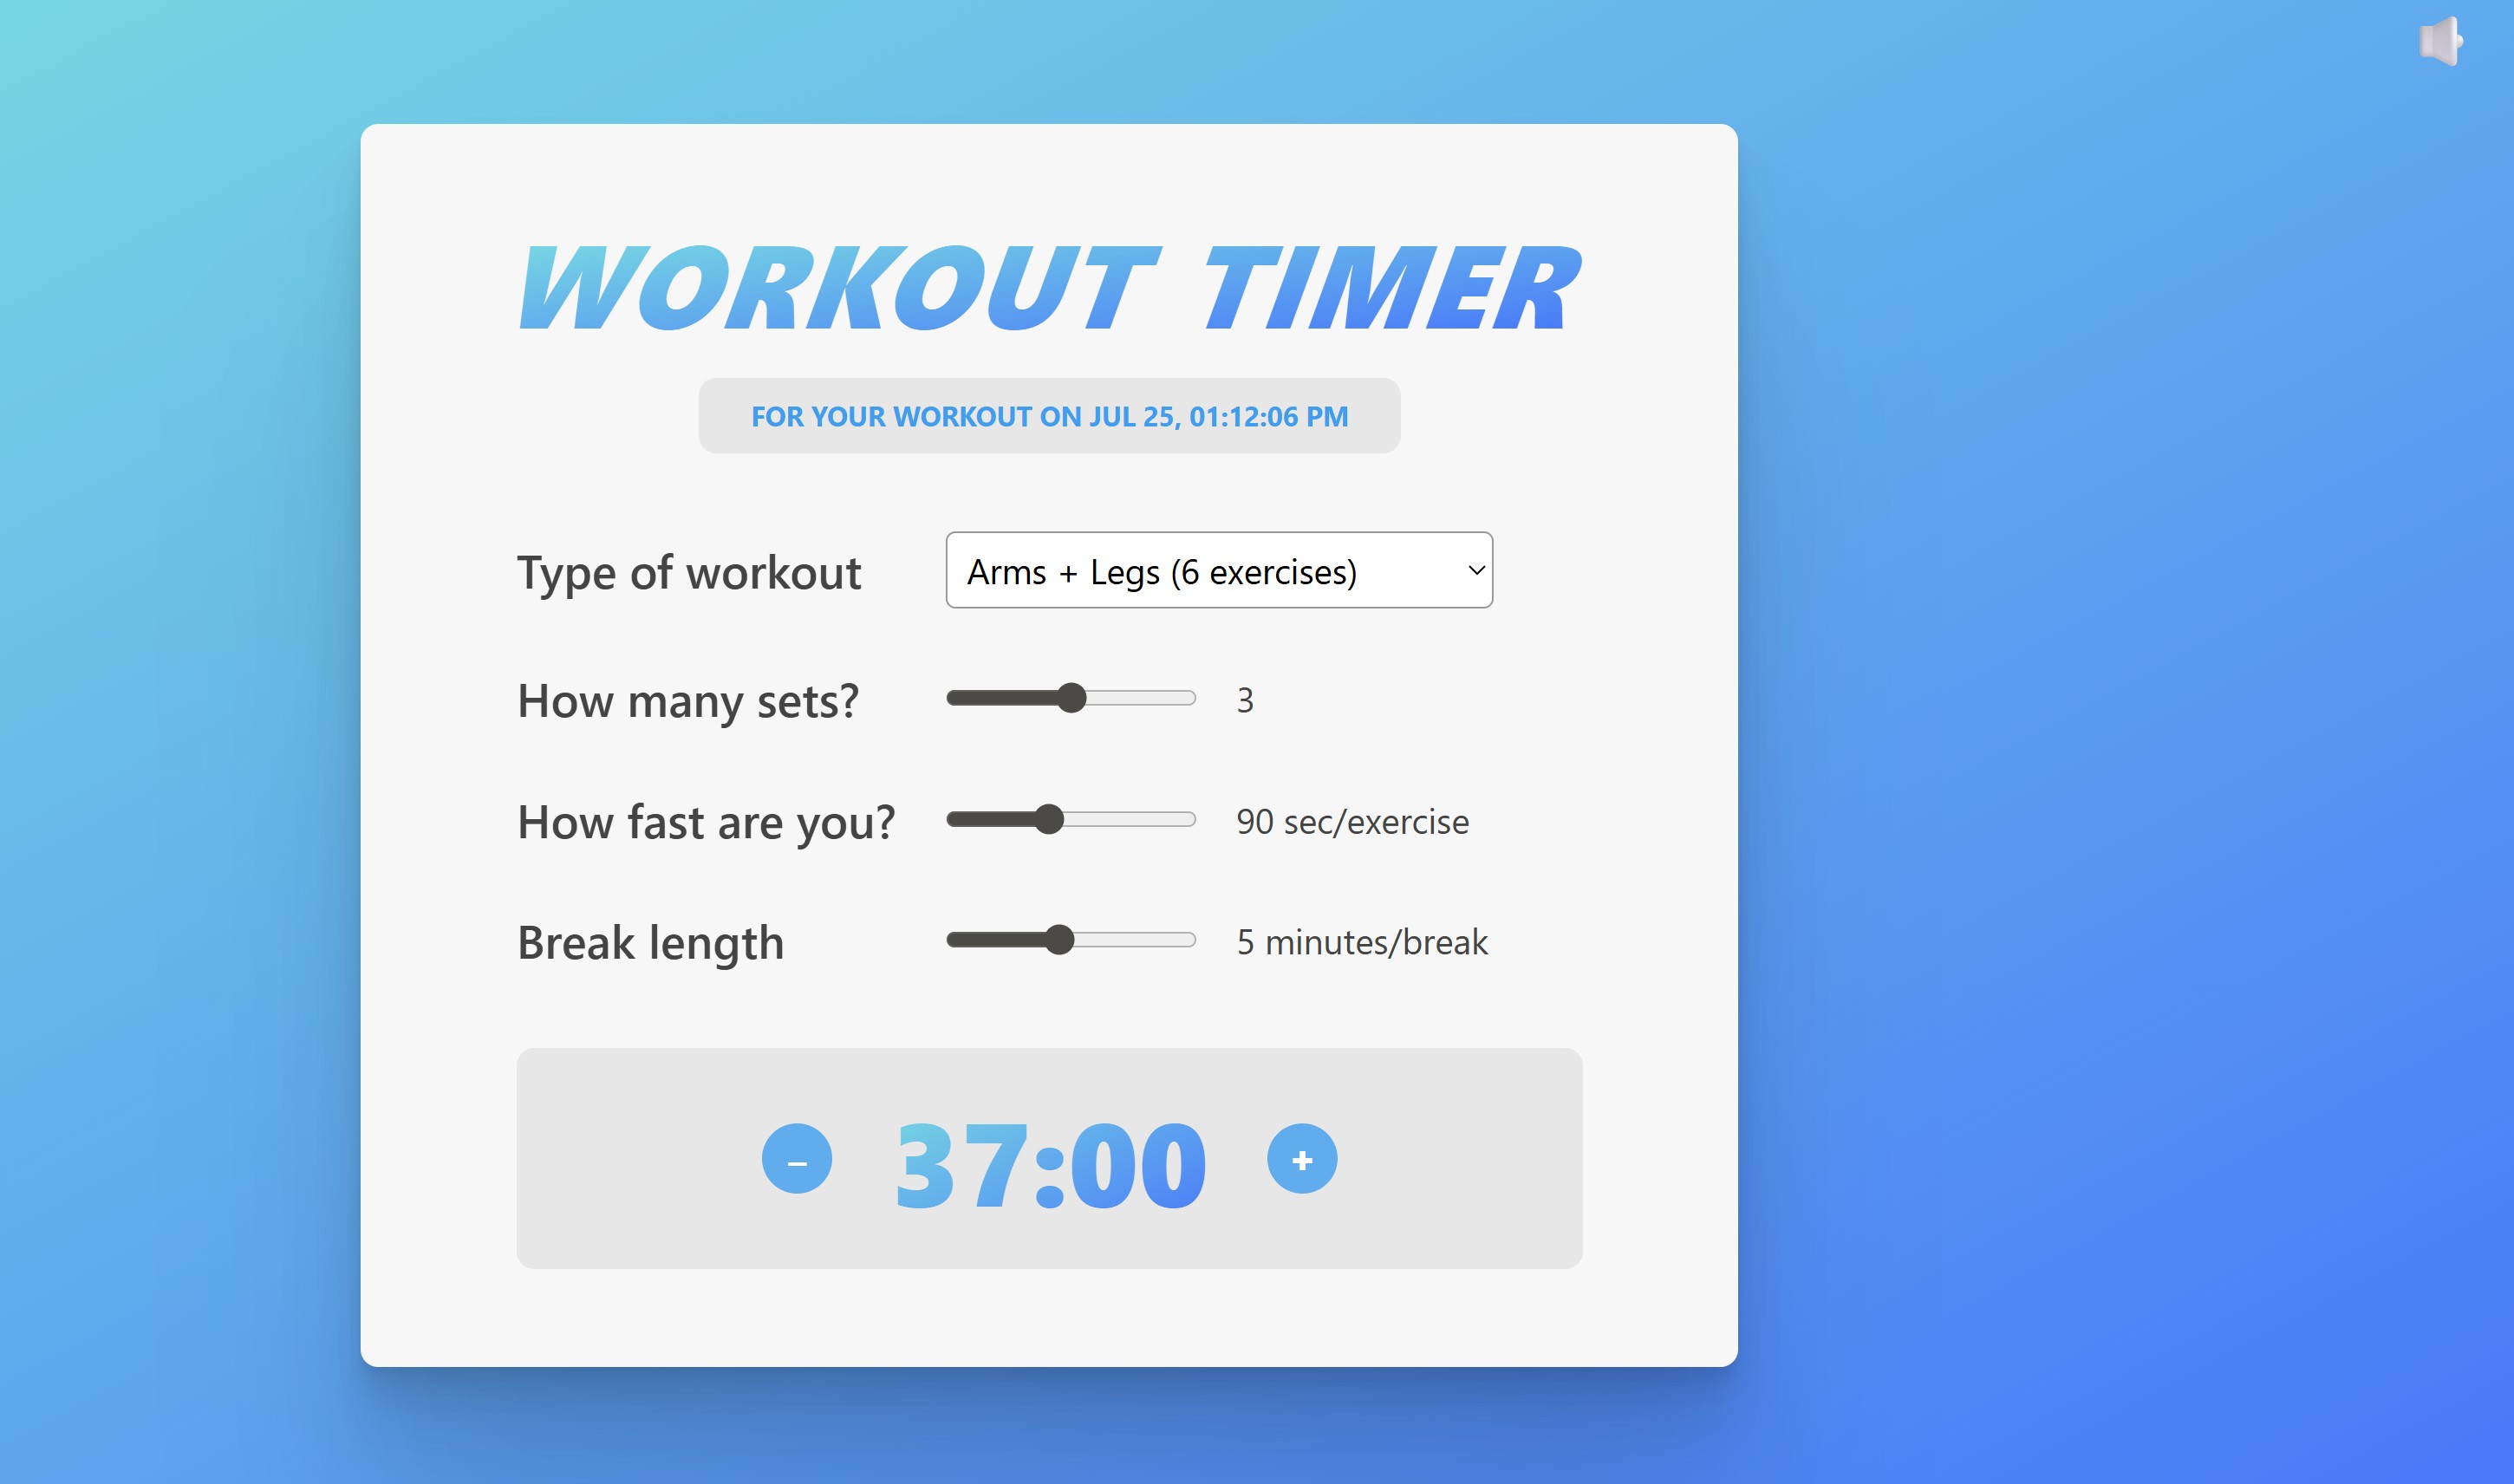 WORKOUT TIMER
FOR YOUR WORKOUT ON JUL 25, 01:12:06 PM
Type of workout
Arms + Legs (6 exercises)
How many sets?
3
How fast are you?
90 sec/exercise
Break length
5 minutes/break
– 37:00 +